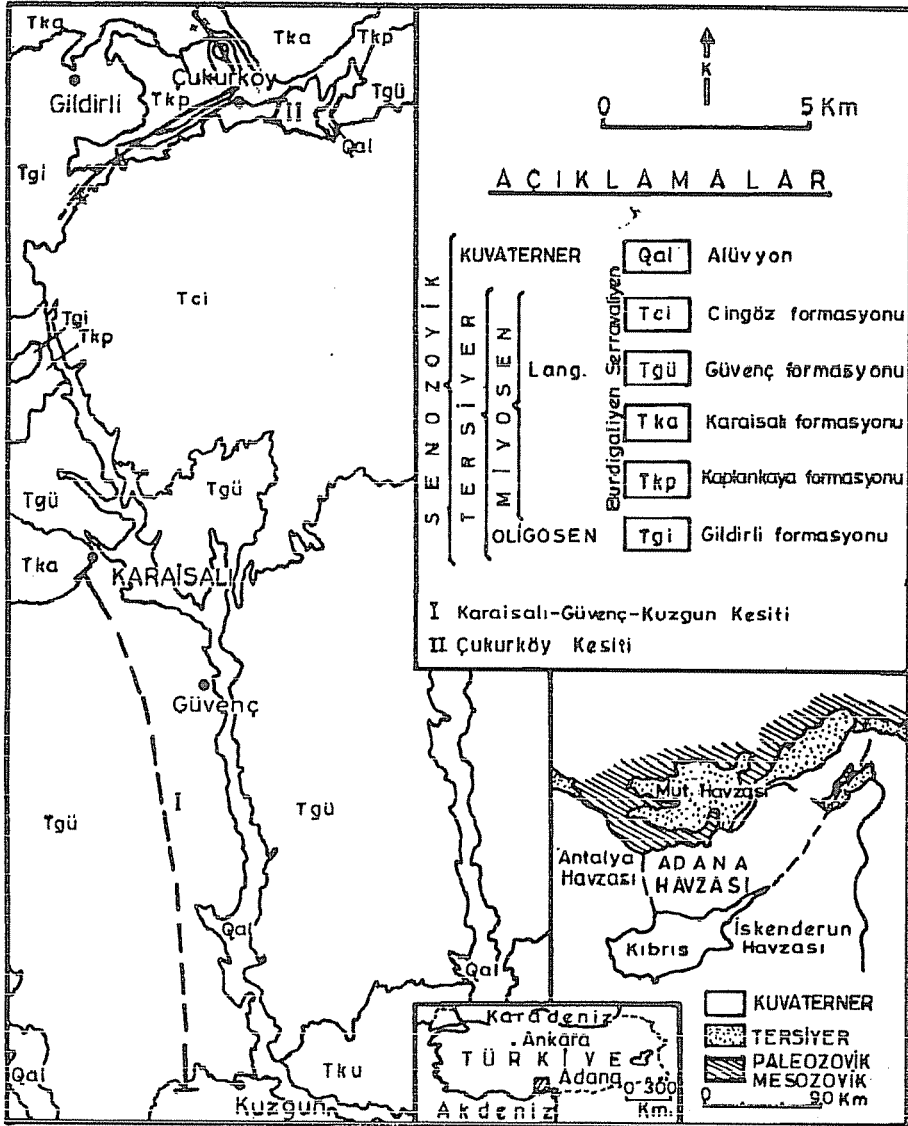 Tka
Çukurköy
Tka
Tkp
Gildirli
Tkp
II
Tgü
Qal
Tgi
Tci
Tgi
Tkp
Tgü
Tgü
Tka
KARAİSALI
Güvenç
I
Tgü
Tgü
Qal
Qal
Qal
Tku
Kuzgun
K
0 5 Km
AÇIKLAMALAR
SENOZOYİK
TERSİYER
MİYOSEN
KUVATERNER
Lang.
OLİGOSEN
Burdigaliyen Serravaliyen
Qal Alüvyon
Tci Cingöz formasyonu
Tgü Güvenç formasyonu
Tka Karaisalı formasyonu
Tkp Kaplankaya formasyonu
Tgi Gildirli formasyonu
I Karaisalı-Güvenç-Kuzgun Kesiti
II Çukurköy Kesiti
Mut. Havzası
Antalya
Havzası
ADANA
HAVZASI
İskenderun
Havzası
Kıbrıs
KUVATERNER
TERSİYER
PALEOZOVİK
MESOZOVİK
0 90 Km
Karadeniz
Ankara
TÜRKİYE
Adana
0 300
Km.
Akdeniz